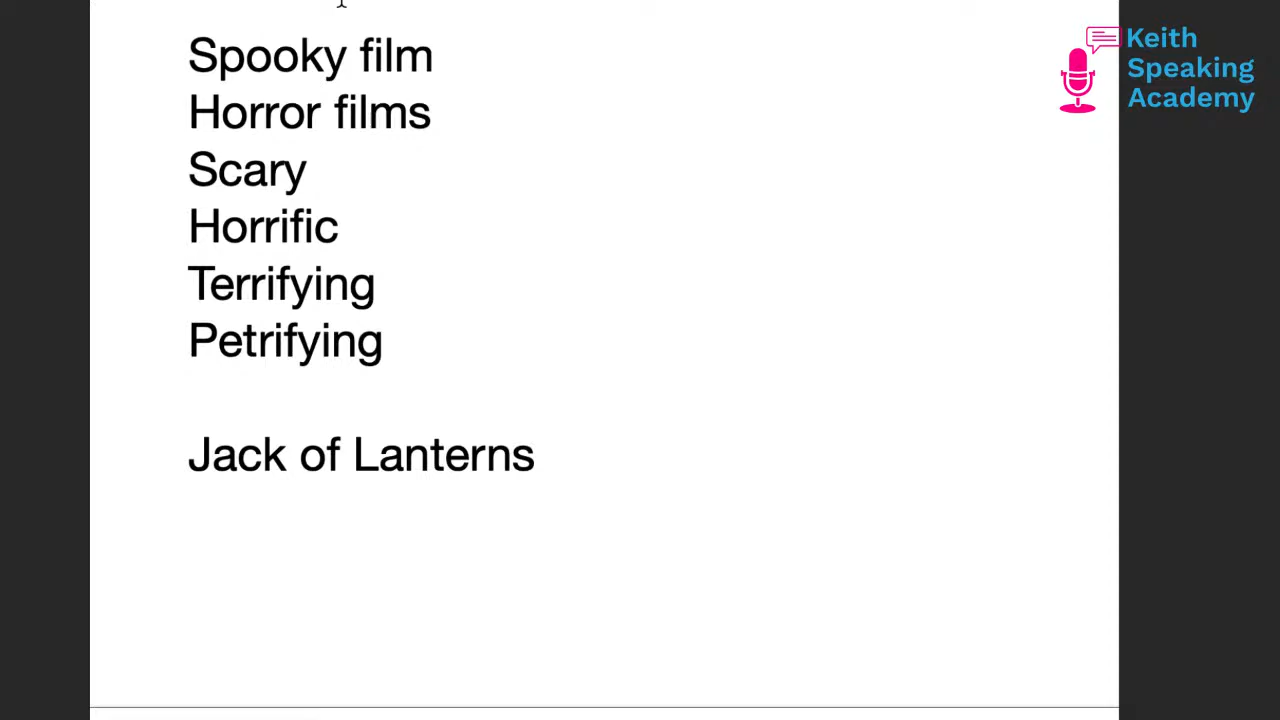 Spooky film
Horror films
Scary
Horrific
Terrifying
Petrifying
Jack of Lanterns
Keith
Speaking
Academy